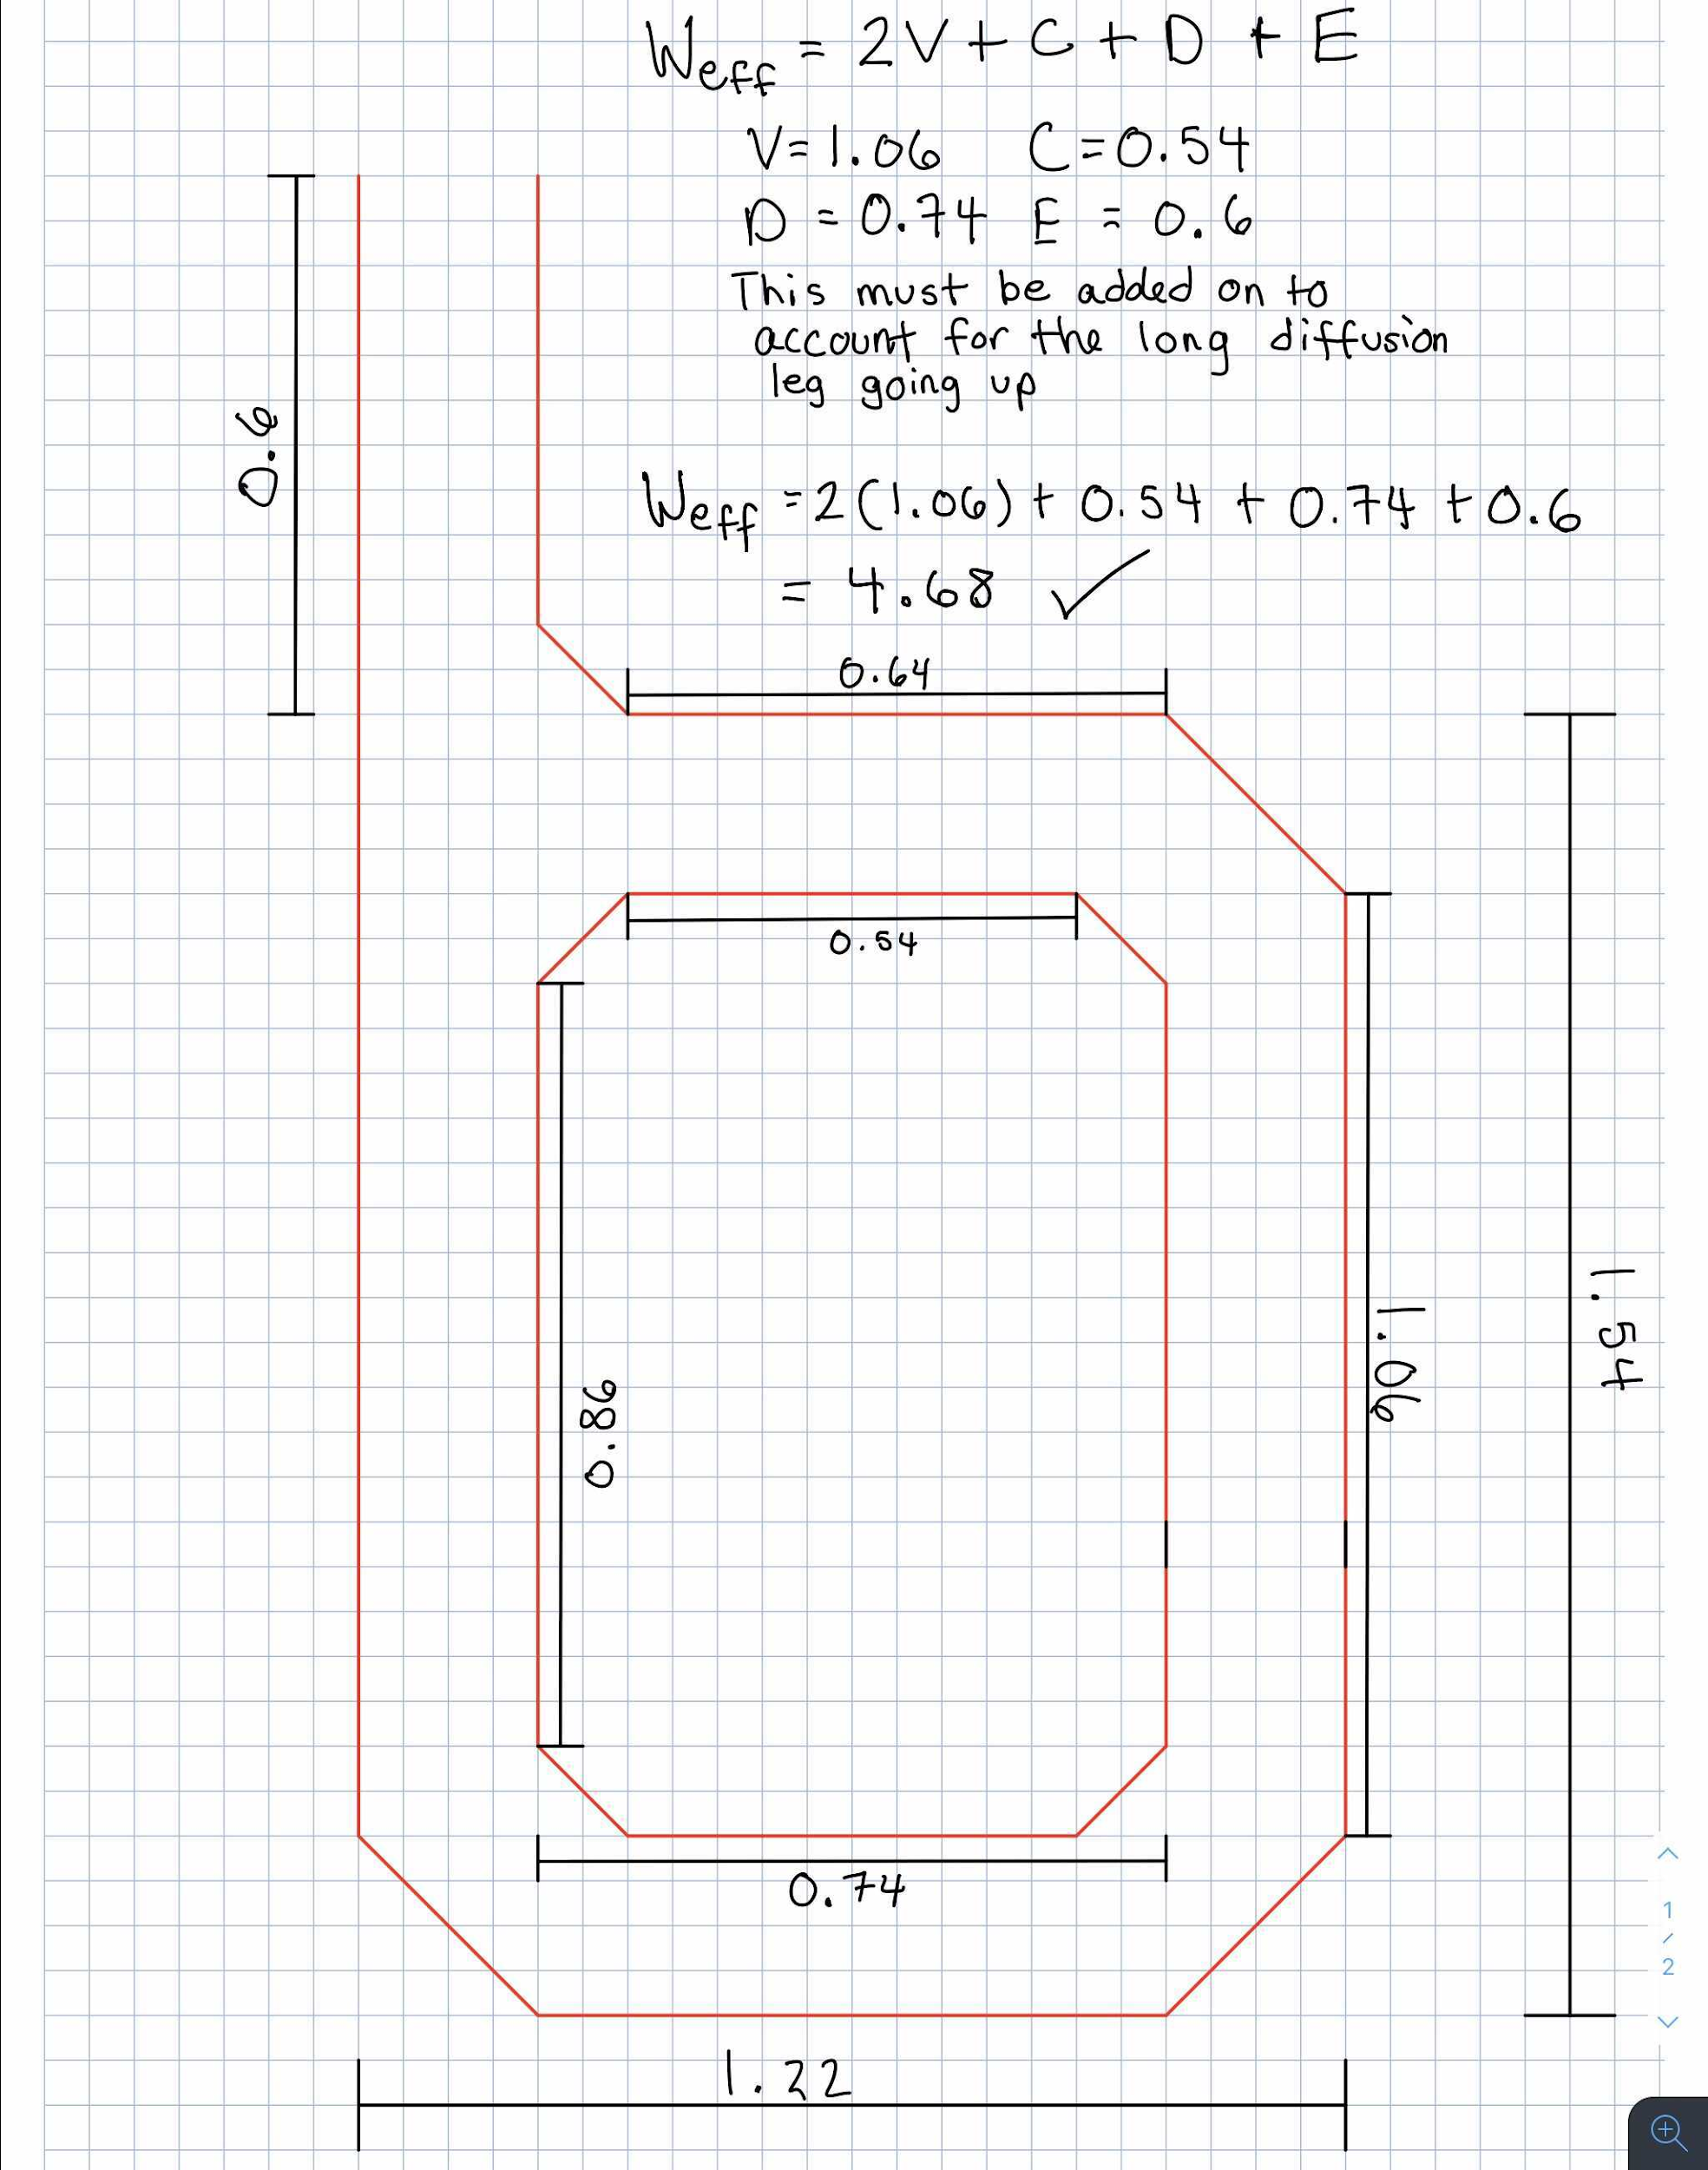 Weff = 2V + C + D + E
V = 1.06 C = 0.54
D = 0.74 E = 0.6
This must be added on to
account for the long diffusion
leg going up
0.6
Weff = 2(1.06) + 0.54 + 0.74 + 0.6
= 4.68 ✓
0.64
0.54
0.86
1.06
1.54
0.74
1.22
1
/
2